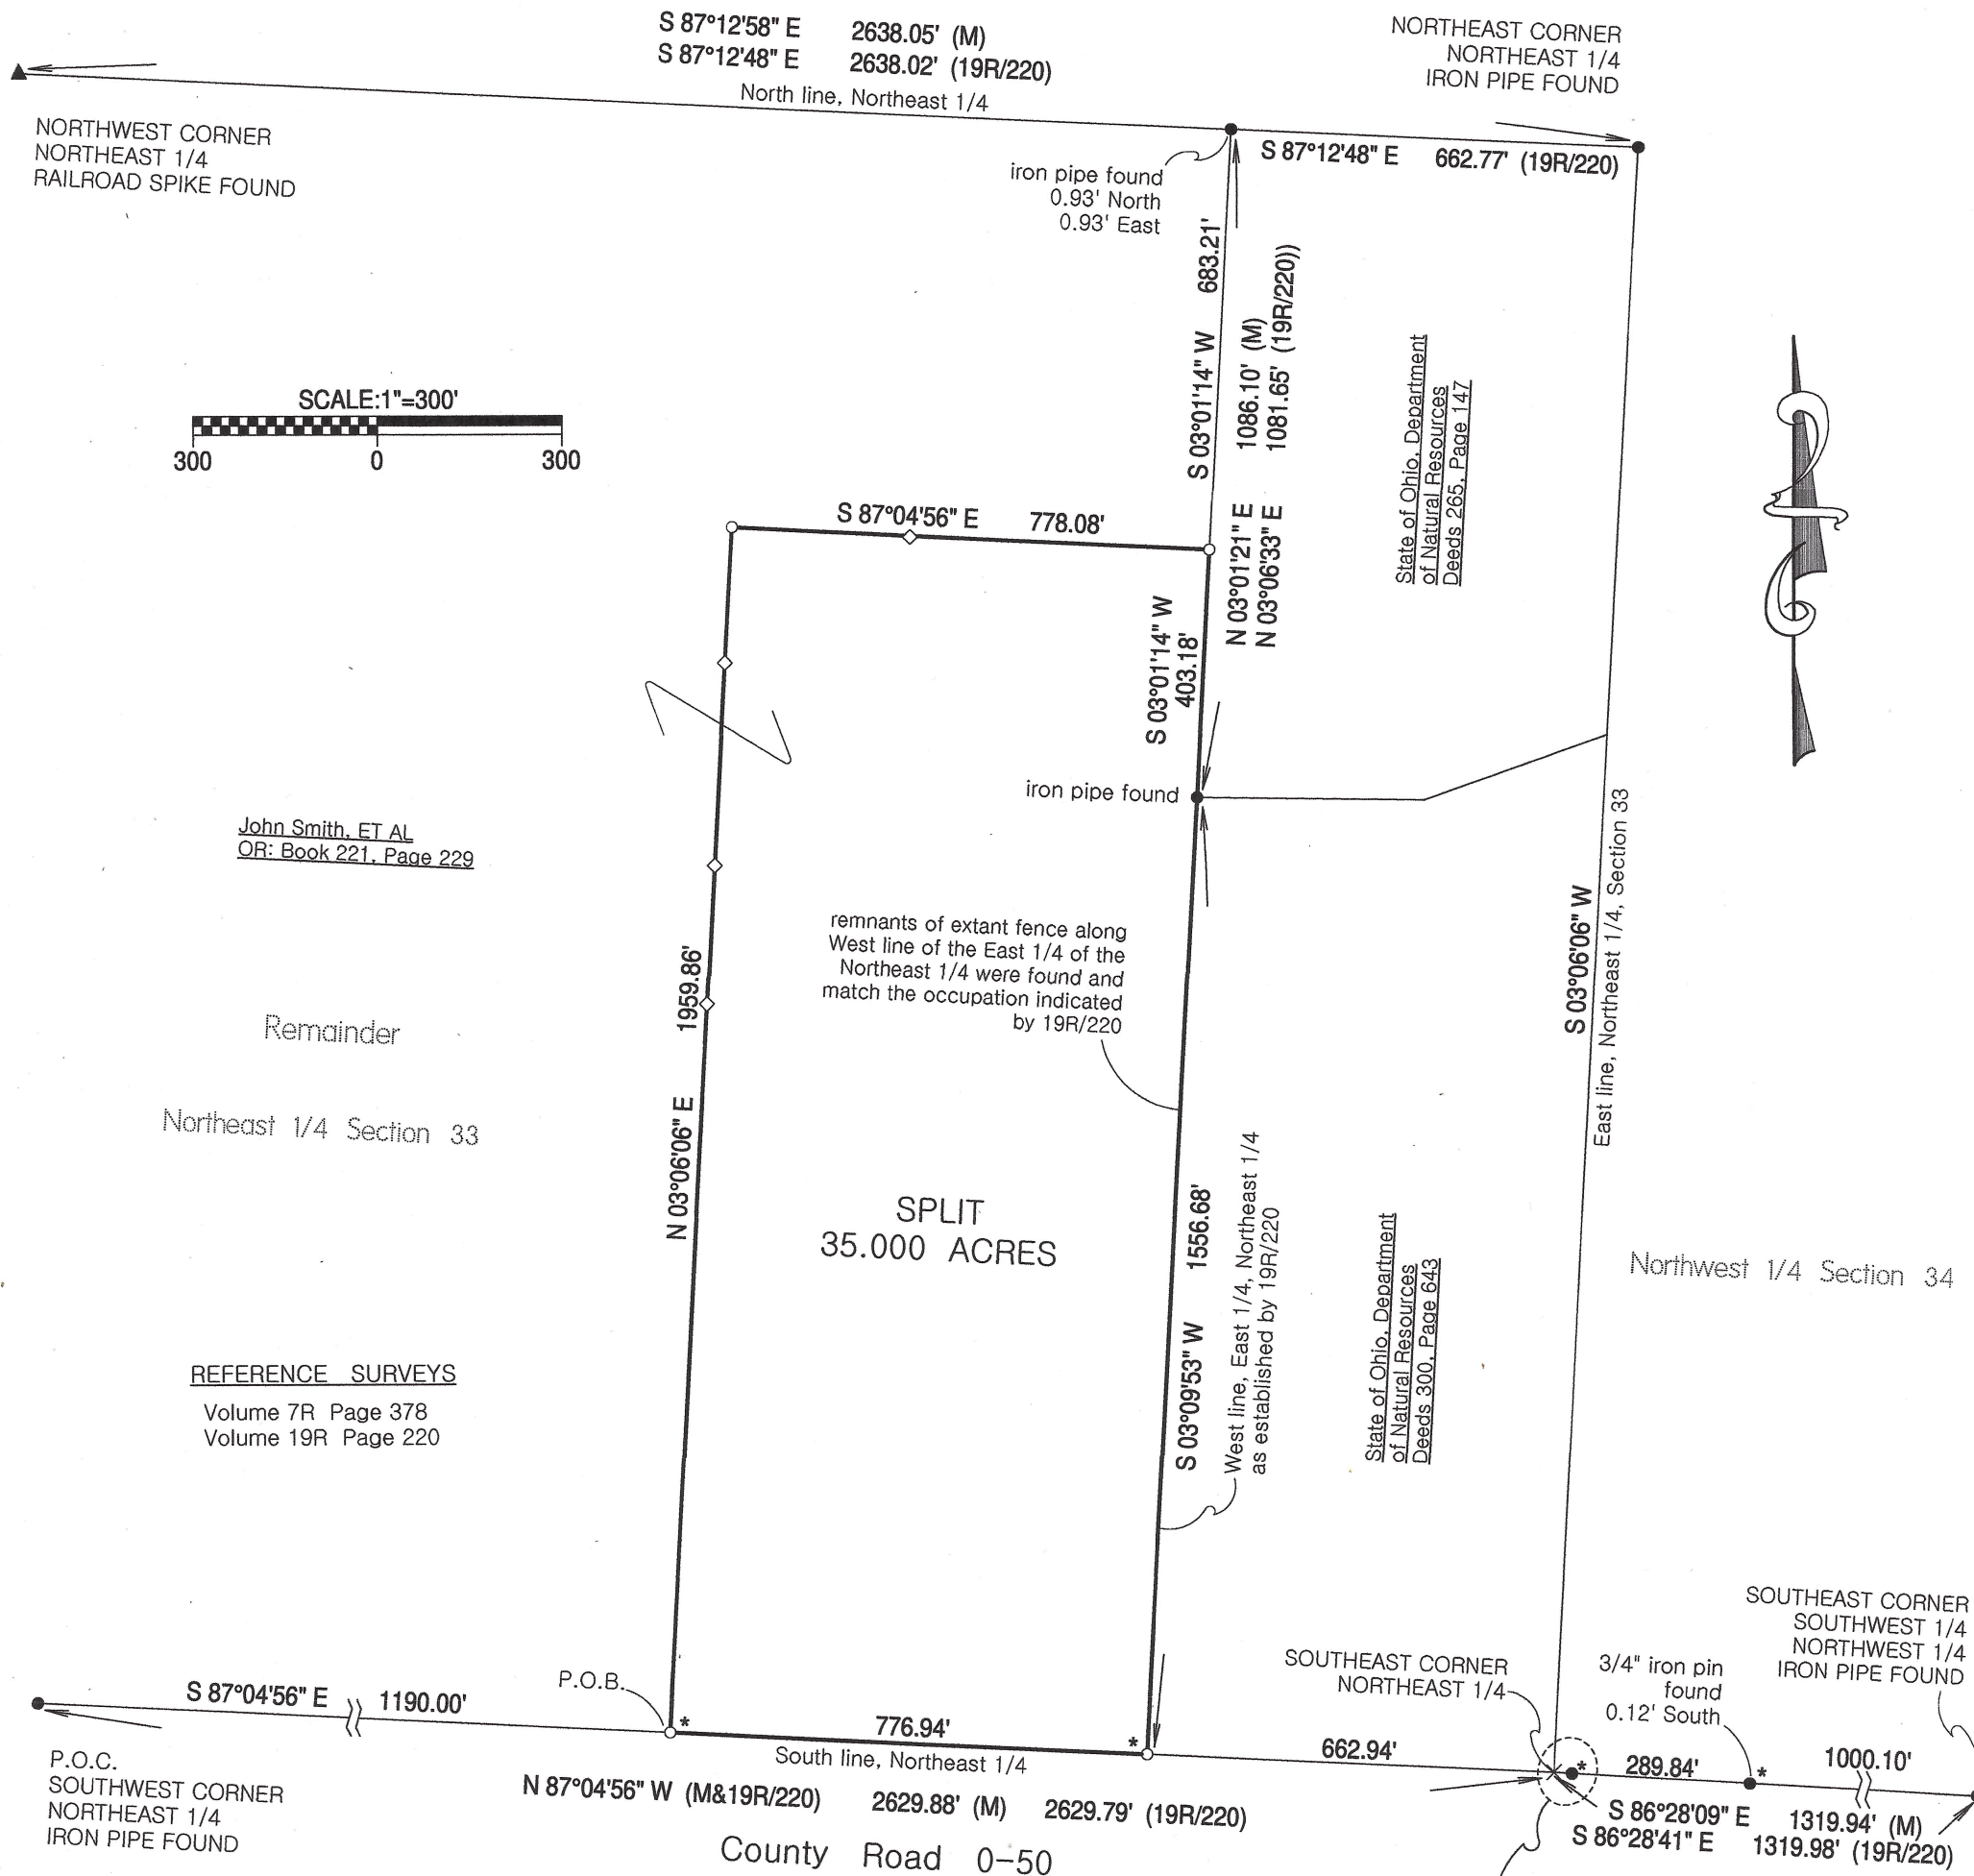 S 87°12'58" E 2638.05' (M)
S 87°12'48" E 2638.02' (19R/220)
North line, Northeast 1/4
NORTHEAST CORNER
NORTHEAST 1/4
IRON PIPE FOUND
NORTHWEST CORNER
NORTHEAST 1/4
RAILROAD SPIKE FOUND
iron pipe found
0.93' North
0.93' East
S 87°12'48" E 662.77' (19R/220)
S 03°01'14" W 683.21'
N 03°01'21" E 1086.10' (M)
N 03°06'33" E 1081.65' (19R/220))
State of Ohio, Department
of Natural Resources
Deeds 265, Page 147
SCALE:1"=300'
300 0 300
S 87°04'56" E 778.08'
S 03°01'14" W
403.18'
iron pipe found
John Smith, ET AL
OR: Book 221, Page 229
remnants of extant fence along
West line of the East 1/4 of the
Northeast 1/4 were found and
match the occupation indicated
by 19R/220
N 03°06'06" E 1959.86'
S 03°06'06" W
East line, Northeast 1/4, Section 33
Remainder
Northeast 1/4 Section 33
SPLIT
35.000 ACRES
S 03°09'53" W 1556.68'
West line, East 1/4, Northeast 1/4
as established by 19R/220
State of Ohio, Department
of Natural Resources
Deeds 300, Page 643
Northwest 1/4 Section 34
REFERENCE SURVEYS
Volume 7R Page 378
Volume 19R Page 220
SOUTHEAST CORNER
SOUTHWEST 1/4
NORTHWEST 1/4
IRON PIPE FOUND
SOUTHEAST CORNER
NORTHEAST 1/4
3/4" iron pin
found
0.12' South
P.O.B.
S 87°04'56" E 1190.00'
* 776.94' *
South line, Northeast 1/4
662.94'
* 289.84' *
1000.10'
P.O.C.
SOUTHWEST CORNER
NORTHEAST 1/4
IRON PIPE FOUND
N 87°04'56" W (M&19R/220) 2629.88' (M) 2629.79' (19R/220)
S 86°28'09" E 1319.94' (M)
S 86°28'41" E 1319.98' (19R/220)
County Road 0-50